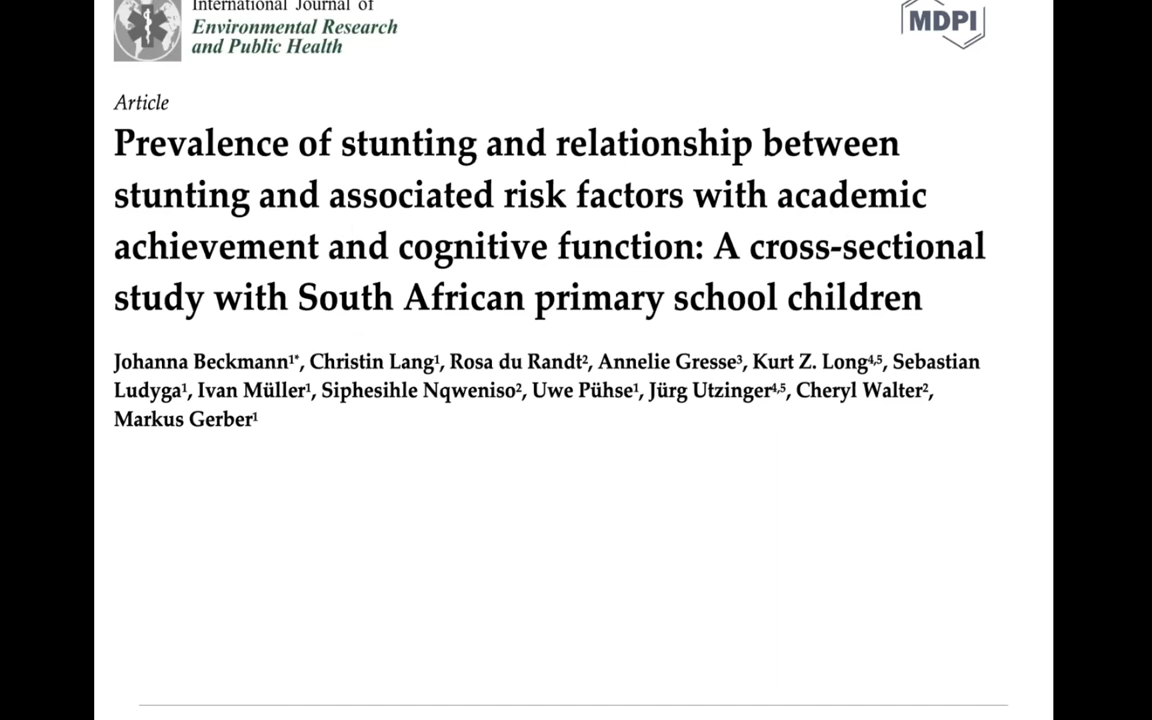 International Journal of
Environmental Research
and Public Health
MDPI
Article
Prevalence of stunting and relationship between
stunting and associated risk factors with academic
achievement and cognitive function: A cross-sectional
study with South African primary school children
Johanna Beckmann¹*, Christin Lang¹, Rosa du Randt², Annelie Gresse³, Kurt Z. Long⁴,⁵, Sebastian
Ludyga¹, Ivan Müller¹, Siphesihle Nqweniso², Uwe Pühse¹, Jürg Utzinger⁴,⁵, Cheryl Walter²,
Markus Gerber¹